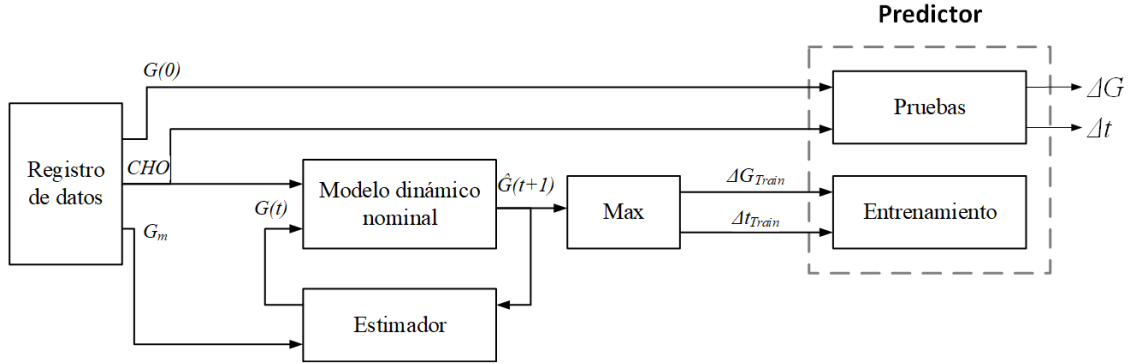 Predictor
G(0)
Pruebas
ΔG
Δt
Registro
de datos
CHO
Modelo dinámico
nominal
Ĝ(t+1)
G(t)
Max
ΔG_Train
Δt_Train
Entrenamiento
G_m
Estimador